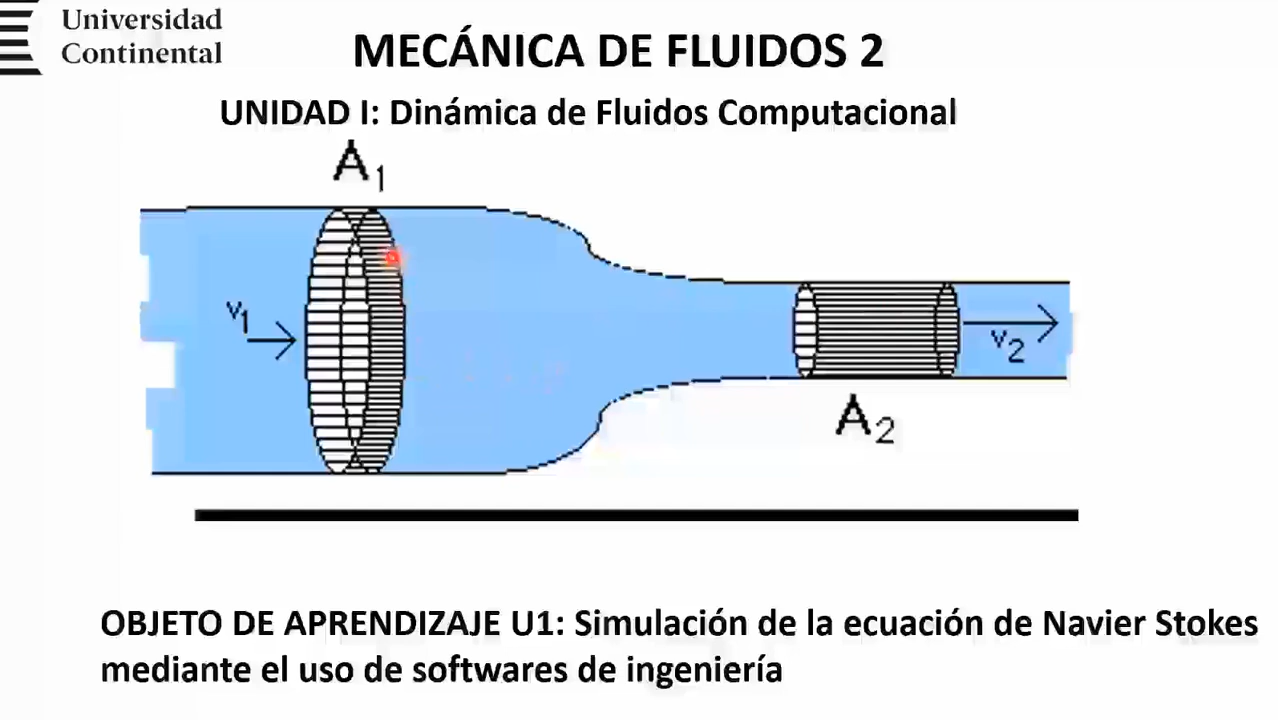 Universidad
Continental
MECÁNICA DE FLUIDOS 2
UNIDAD I: Dinámica de Fluidos Computacional
A1
v1
v2
A2
OBJETO DE APRENDIZAJE U1: Simulación de la ecuación de Navier Stokes
mediante el uso de softwares de ingeniería